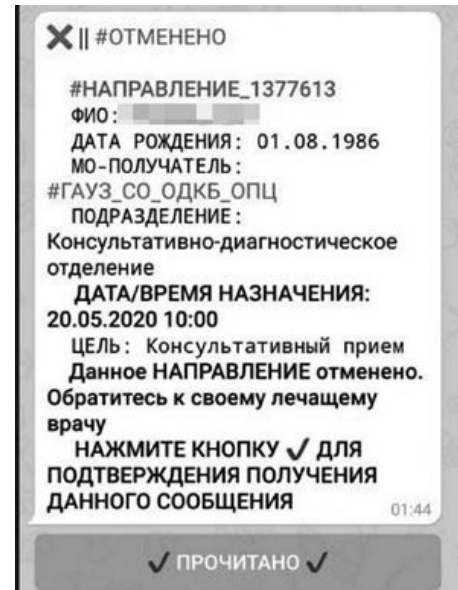 ❌ || #ОТМЕНЕНО
#НАПРАВЛЕНИЕ_1377613
ФИО:
ДАТА РОЖДЕНИЯ: 01.08.1986
МО-ПОЛУЧАТЕЛЬ:
#ГАУЗ_СО_ОДКБ_ОПЦ
ПОДРАЗДЕЛЕНИЕ:
Консультативно-диагностическое
отделение
ДАТА/ВРЕМЯ НАЗНАЧЕНИЯ:
20.05.2020 10:00
ЦЕЛЬ: Консультативный прием
Данное НАПРАВЛЕНИЕ отменено.
Обратитесь к своему лечащему
врачу
НАЖМИТЕ КНОПКУ ✔ ДЛЯ
ПОДТВЕРЖДЕНИЯ ПОЛУЧЕНИЯ
ДАННОГО СООБЩЕНИЯ
01:44
✔ ПРОЧИТАНО ✔